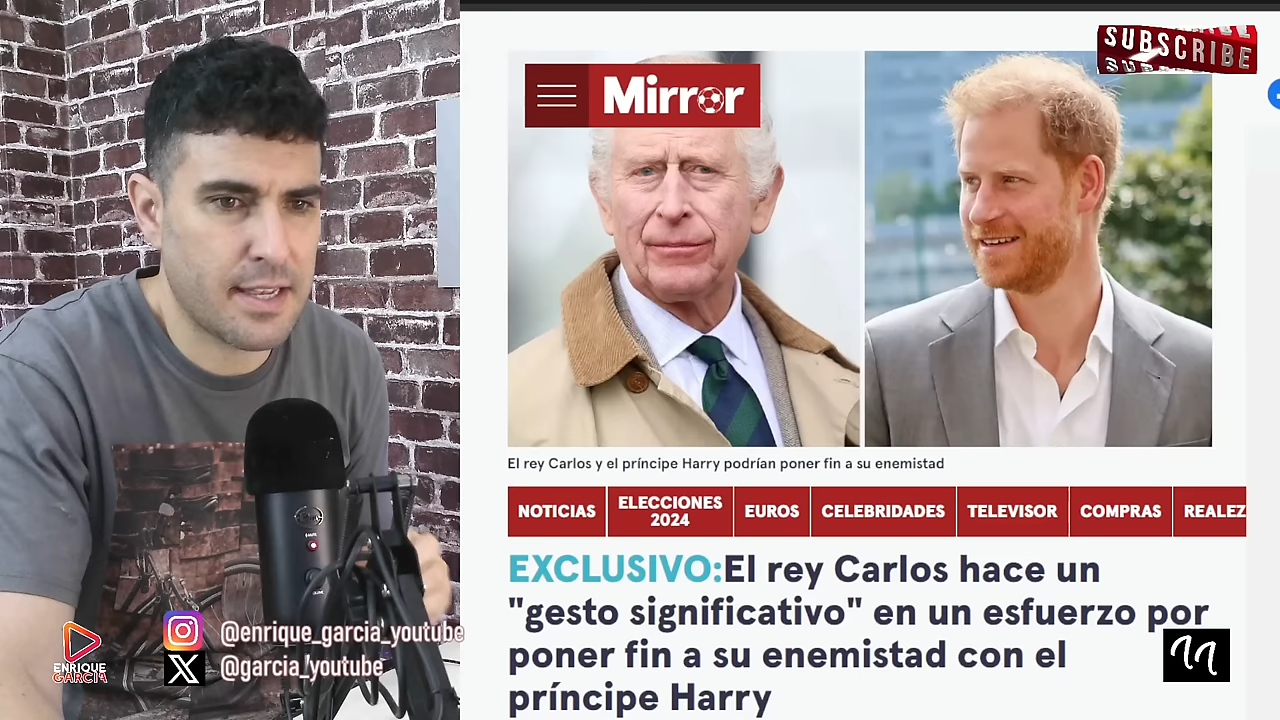 SUBSCRIBE
Mirror
El rey Carlos y el príncipe Harry podrían poner fin a su enemistad
NOTICIAS
ELECCIONES
2024
EUROS
CELEBRIDADES
TELEVISOR
COMPRAS
REALEZ
EXCLUSIVO:El rey Carlos hace un
"gesto significativo" en un esfuerzo por
poner fin a su enemistad con el
príncipe Harry
@enrique_garcia_youtube
@garcia_youtube
ENRIQUE
GARCIA